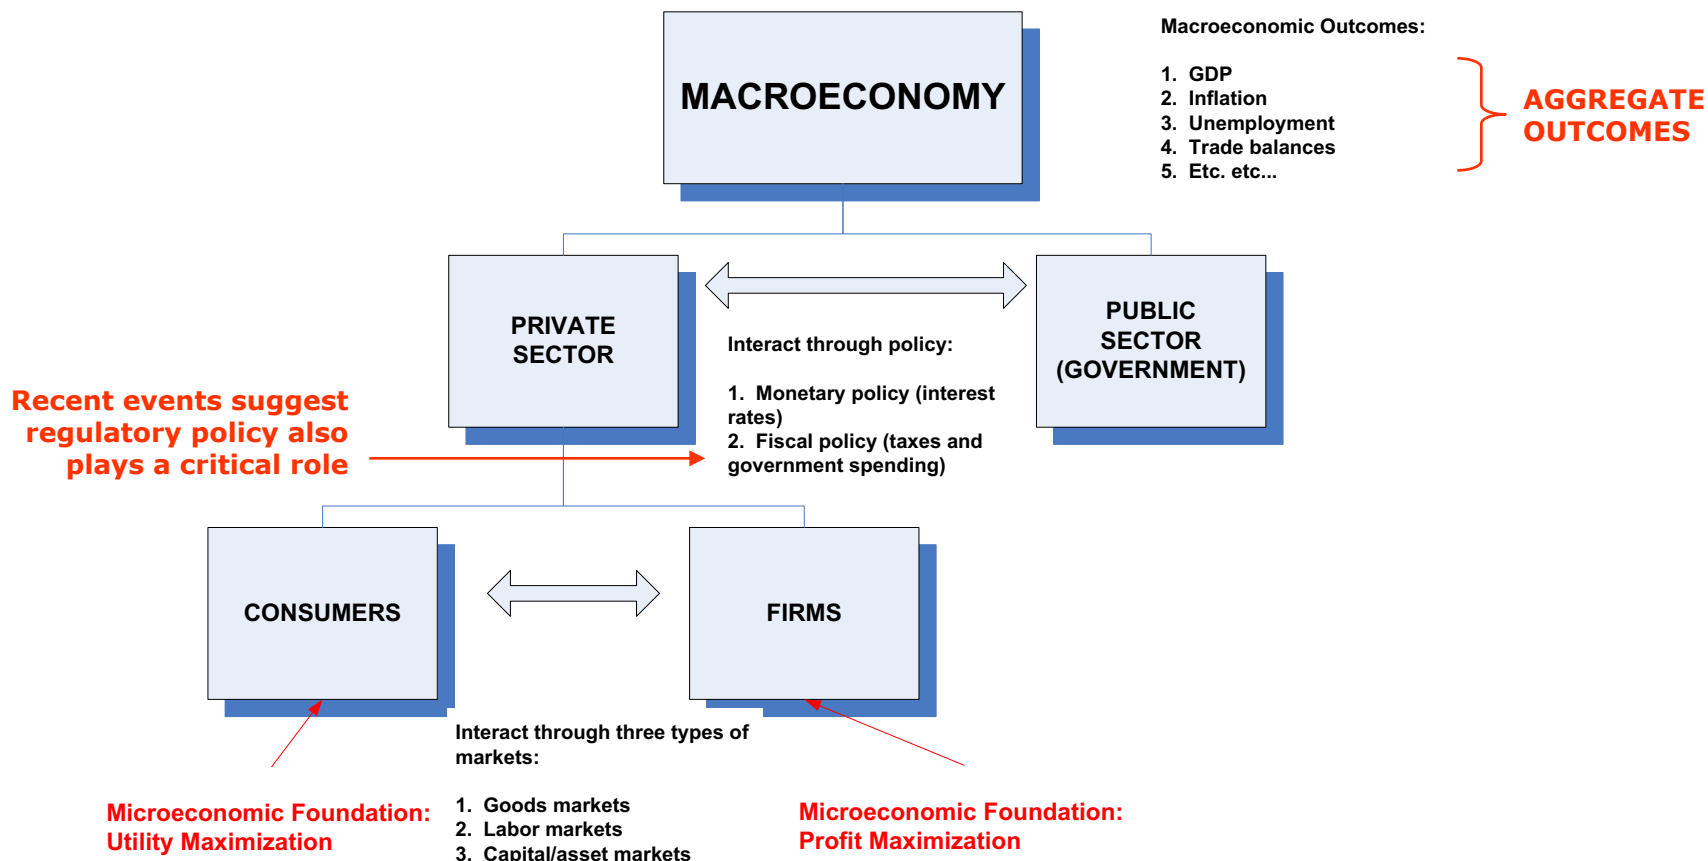 MACROECONOMY
Macroeconomic Outcomes:
1. GDP
2. Inflation
3. Unemployment
4. Trade balances
5. Etc. etc...
AGGREGATE
OUTCOMES
PRIVATE
SECTOR
PUBLIC
SECTOR
(GOVERNMENT)
Interact through policy:
1. Monetary policy (interest
rates)
2. Fiscal policy (taxes and
government spending)
Recent events suggest
regulatory policy also
plays a critical role
CONSUMERS
FIRMS
Interact through three types of
markets:
1. Goods markets
2. Labor markets
3. Capital/asset markets
Microeconomic Foundation:
Utility Maximization
Microeconomic Foundation:
Profit Maximization